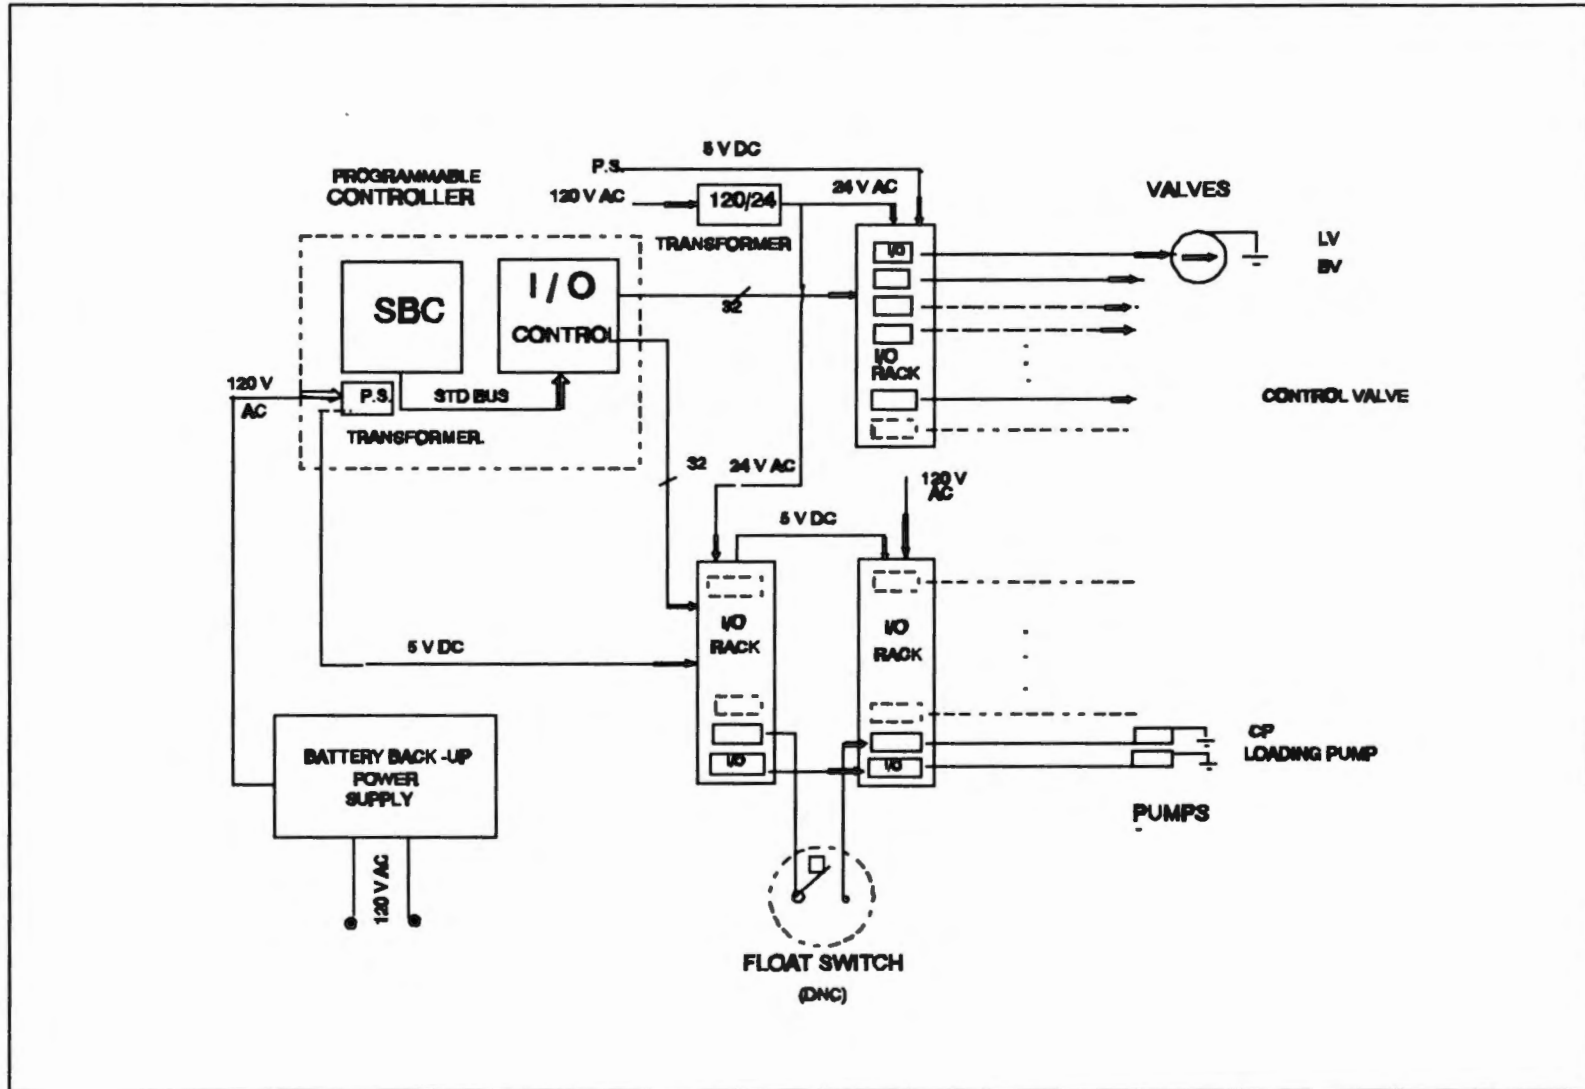 5 V DC
P.S.
PROGRAMMABLE
CONTROLLER
120 V AC
120/24
24 V AC
TRANSFORMER
VALVES
I/O
LV
BV
SBC
I / O
CONTROL
32
I/O
RACK
CONTROL VALVE
120 V
AC
P.S.
STD BUS
TRANSFORMER.
32
24 V AC
120 V
AC
5 V DC
I/O
RACK
I/O
RACK
5 V DC
I/O
I/O
CP
LOADING PUMP
PUMPS
BATTERY BACK -UP
POWER
SUPPLY
120 V AC
FLOAT SWITCH
(DNC)